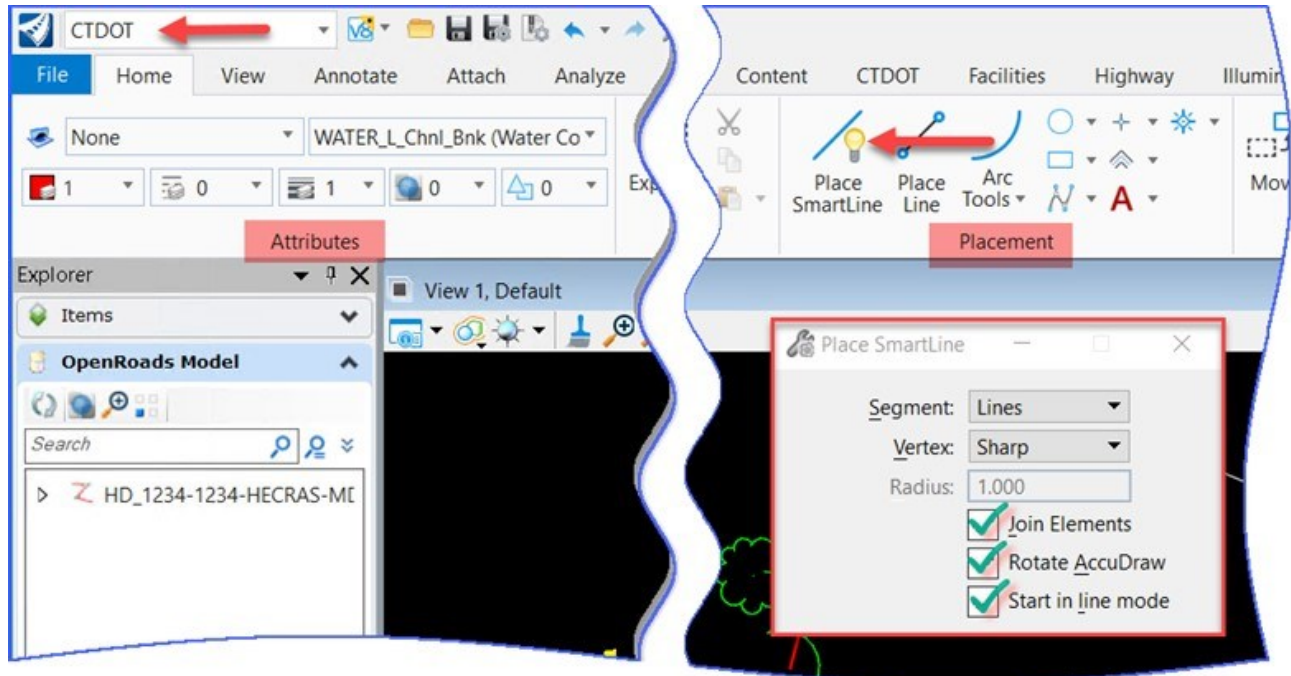 CTDOT
File Home View Annotate Attach Analyze Content CTDOT Facilities Highway
None WATER_L_Chnl_Bnk (Water Co
1 0 1 0 0
Place SmartLine Place Line Arc Tools
A
Attributes Placement
Explorer
View 1, Default
Items
OpenRoads Model
Search
HD_1234-1234-HECRAS-
Place SmartLine
Segment: Lines
Vertex: Sharp
Radius: 1.000
Join Elements
Rotate AccuDraw
Start in line mode